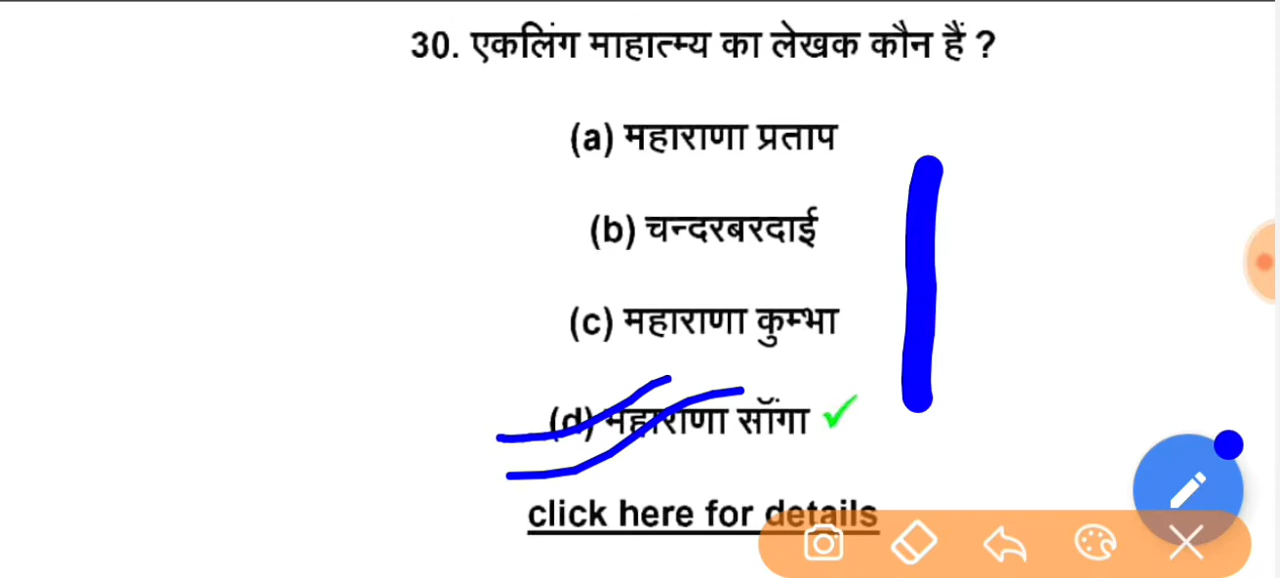 30. एकलिंग माहात्म्य का लेखक कौन हैं ?
(a) महाराणा प्रताप
(b) चन्दरबरदाई
(c) महाराणा कुम्भा
(d) महाराणा सॉंगा
click here for details